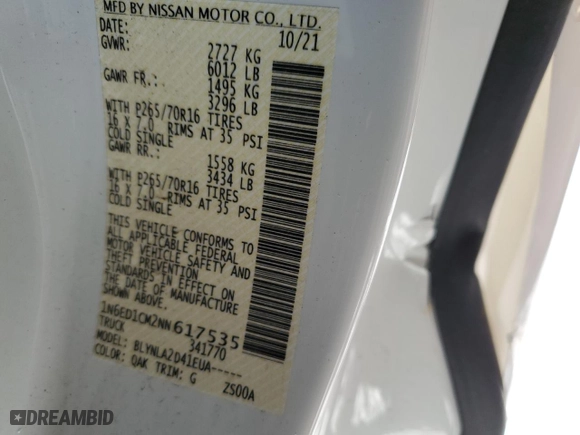 MFD BY NISSAN MOTOR CO., LTD.
DATE: 10/21
GVWR: 2727 KG
6012 LB
GAWR FR.: 1495 KG
3296 LB
WITH P265/70R16 TIRES
16 X 7.0 RIMS AT 35 PSI
COLD SINGLE
GAWR RR.: 1558 KG
3434 LB
WITH P265/70R16 TIRES
16 X 7.0 RIMS AT 35 PSI
COLD SINGLE
THIS VEHICLE CONFORMS TO
ALL APPLICABLE FEDERAL
MOTOR VEHICLE SAFETY AND
THEFT PREVENTION
STANDARDS IN EFFECT ON
THE DATE OF MANUFACTURE
SHOWN ABOVE.
1N6ED1CM2NN617535
TRUCK 341770
MODEL: BLYNLA2D41EUA-----
COLOR: QAK TRIM: G 2S00A
DREAMBID